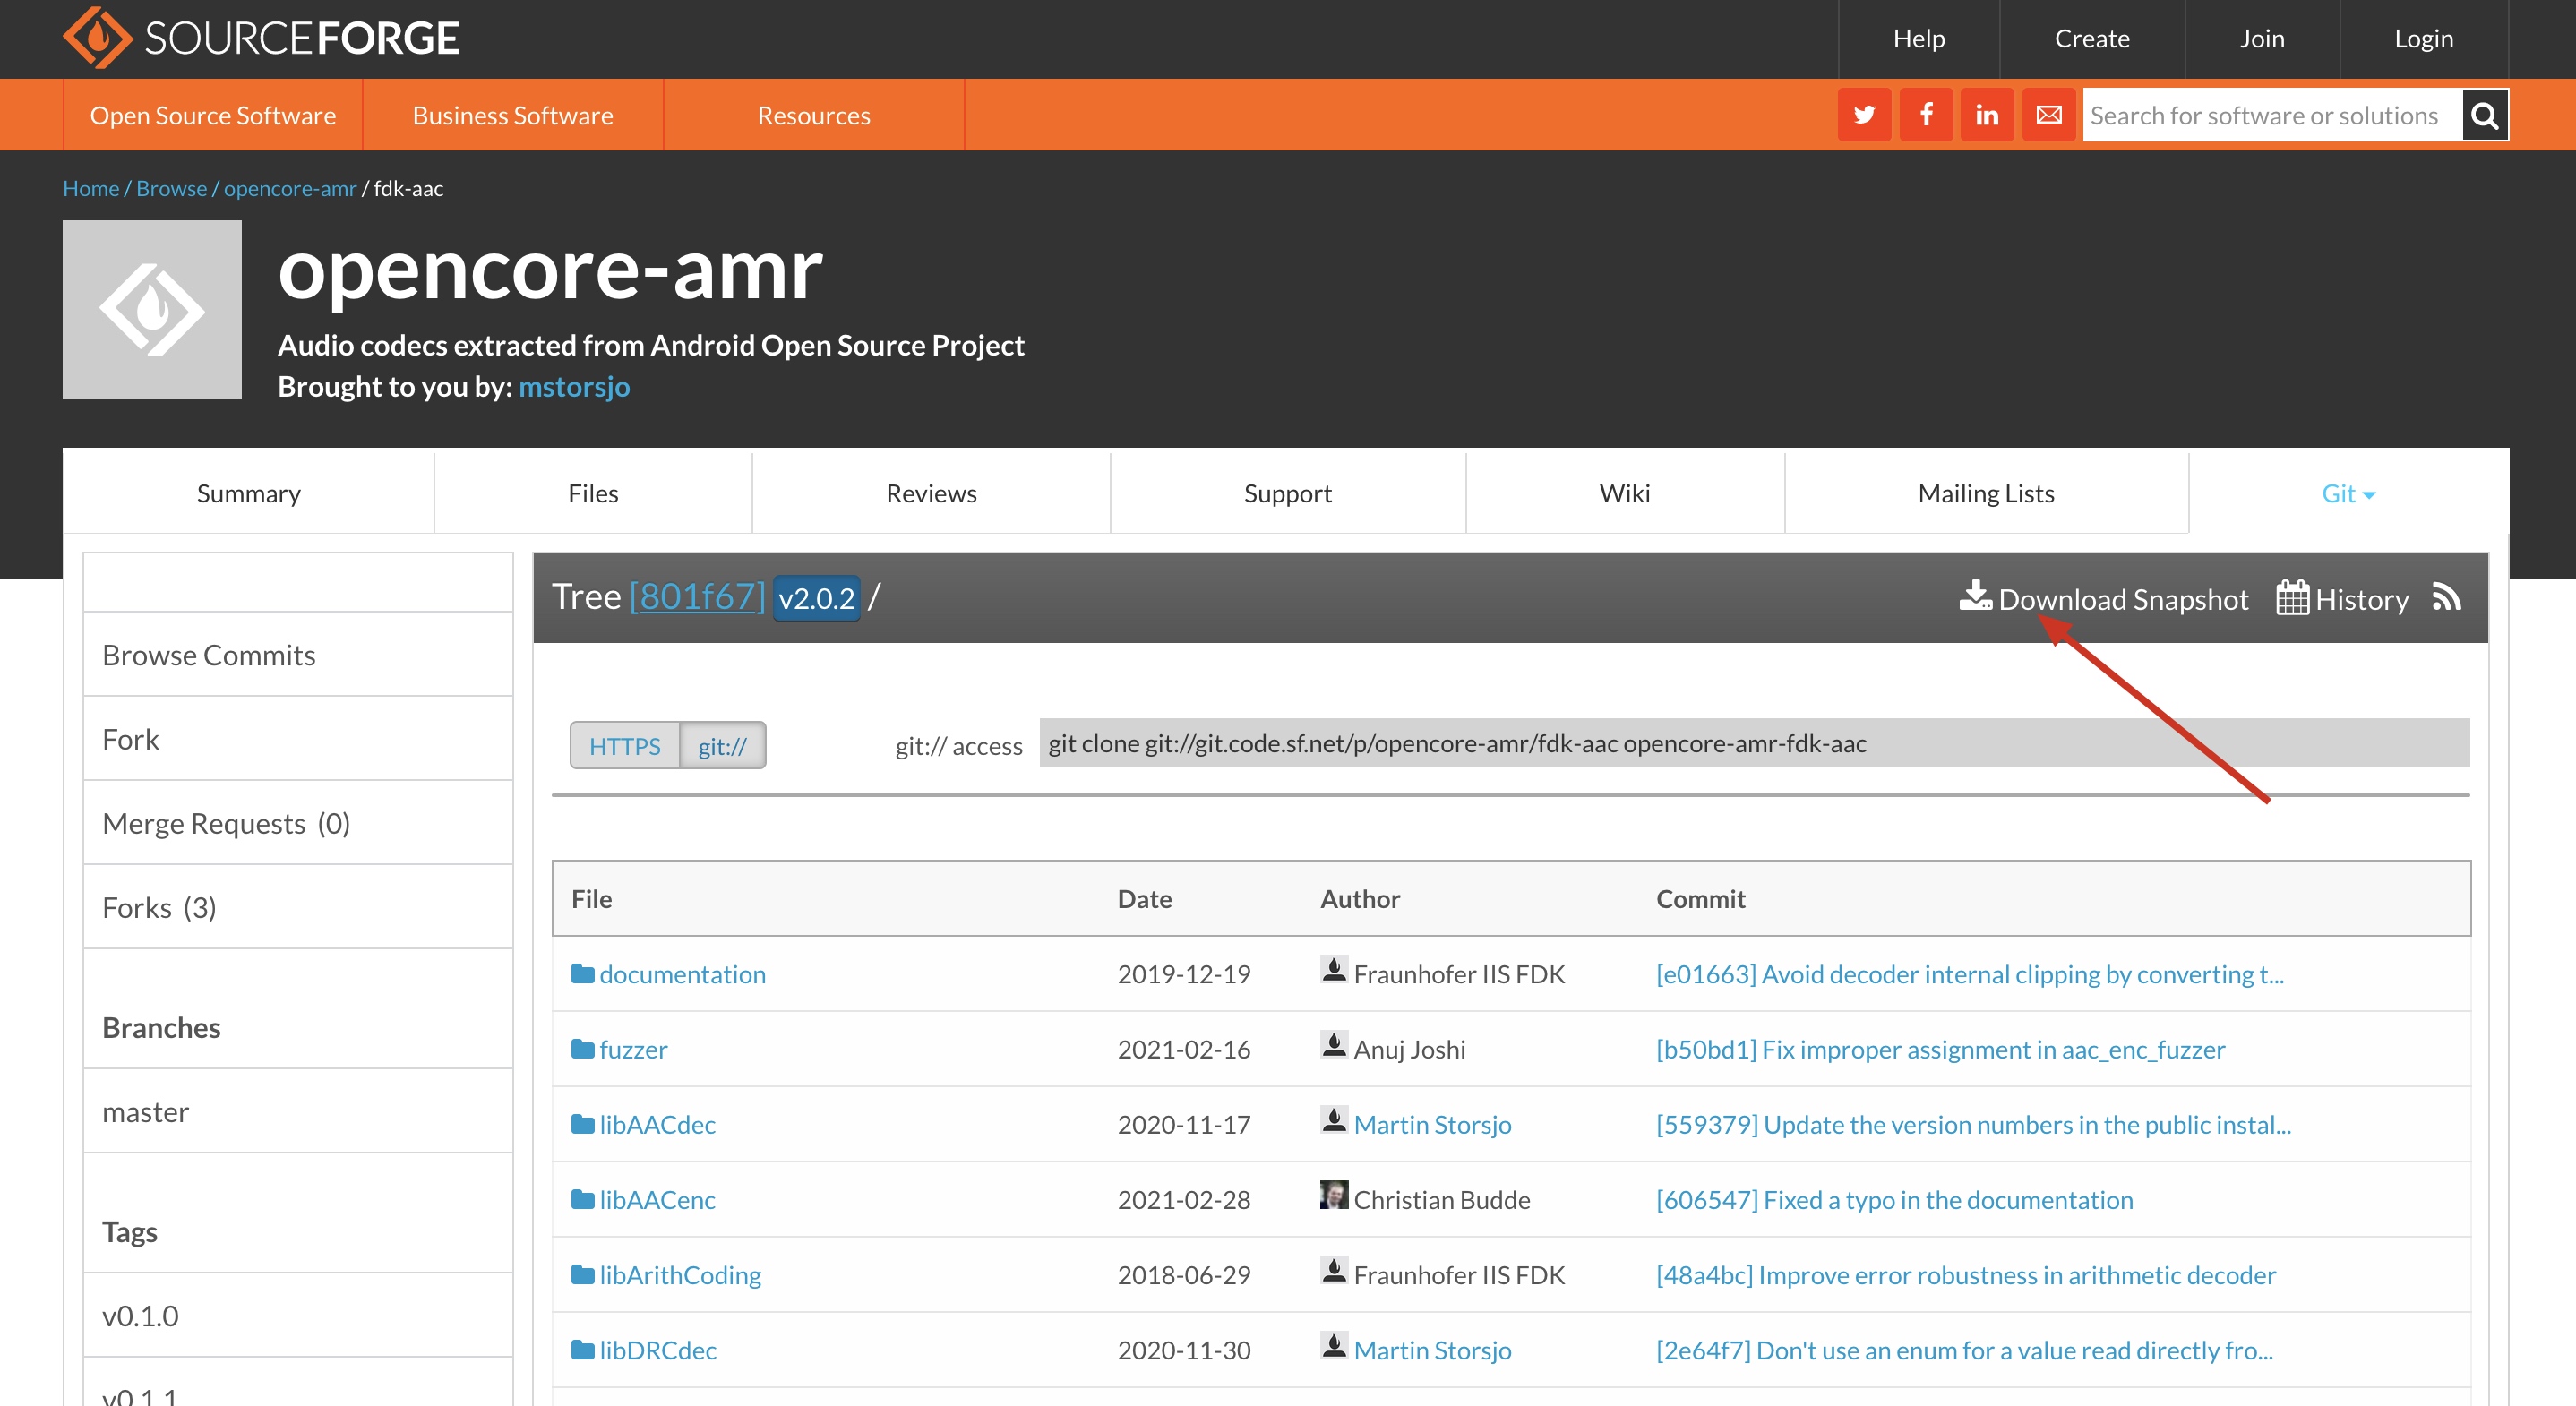 SOURCEFORGE
Help Create Join Login
Open Source Software Business Software Resources
Search for software or solutions
Home / Browse / opencore-amr / fdk-aac
opencore-amr
Audio codecs extracted from Android Open Source Project
Brought to you by: mstorsjo
Summary Files Reviews Support Wiki Mailing Lists Git
Tree [801f67] v2.0.2 /
Download Snapshot History
Browse Commits
Fork
Merge Requests (0)
Forks (3)
Branches
master
Tags
v0.1.0
v0.1.1
HTTPS git:// git:// access git clone git://git.code.sf.net/p/opencore-amr/fdk-aac opencore-amr-fdk-aac
File Date Author Commit
documentation 2019-12-19 Fraunhofer IIS FDK [e01663] Avoid decoder internal clipping by converting t...
fuzzer 2021-02-16 Anuj Joshi [b50bd1] Fix improper assignment in aac_enc_fuzzer
libAACdec 2020-11-17 Martin Storsjo [559379] Update the version numbers in the public instal...
libAACenc 2021-02-28 Christian Budde [606547] Fixed a typo in the documentation
libArithCoding 2018-06-29 Fraunhofer IIS FDK [48a4bc] Improve error robustness in arithmetic decoder
libDRCdec 2020-11-30 Martin Storsjo [2e64f7] Don't use an enum for a value read directly fro...